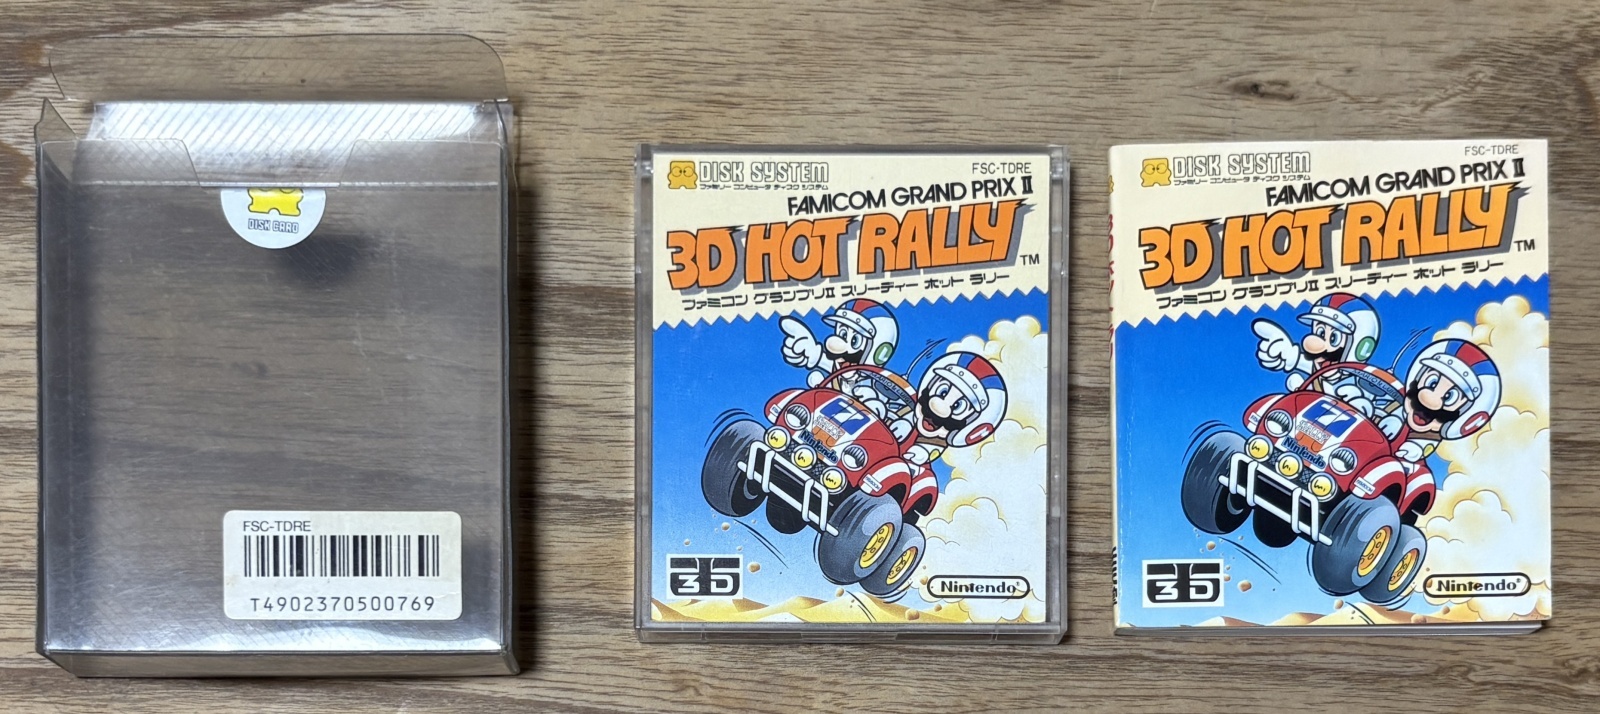 DISK CARD
FSC-TDRE
T4902370500769
DISK SYSTEM
ファミリー コンピュータ ディスク システム
FSC-TDRE
FAMICOM GRAND PRIX II
3D HOT RALLY
TM
ファミコン グランプリII スリーディー ホット ラリー
L
7
Nintendo
3D
Nintendo®
DISK SYSTEM
ファミリー コンピュータ ディスク システム
FSC-TDRE
FAMICOM GRAND PRIX II
3D HOT RALLY
TM
ファミコン グランプリII スリーディー ホット ラリー
L
7
Nintendo
3D
Nintendo®